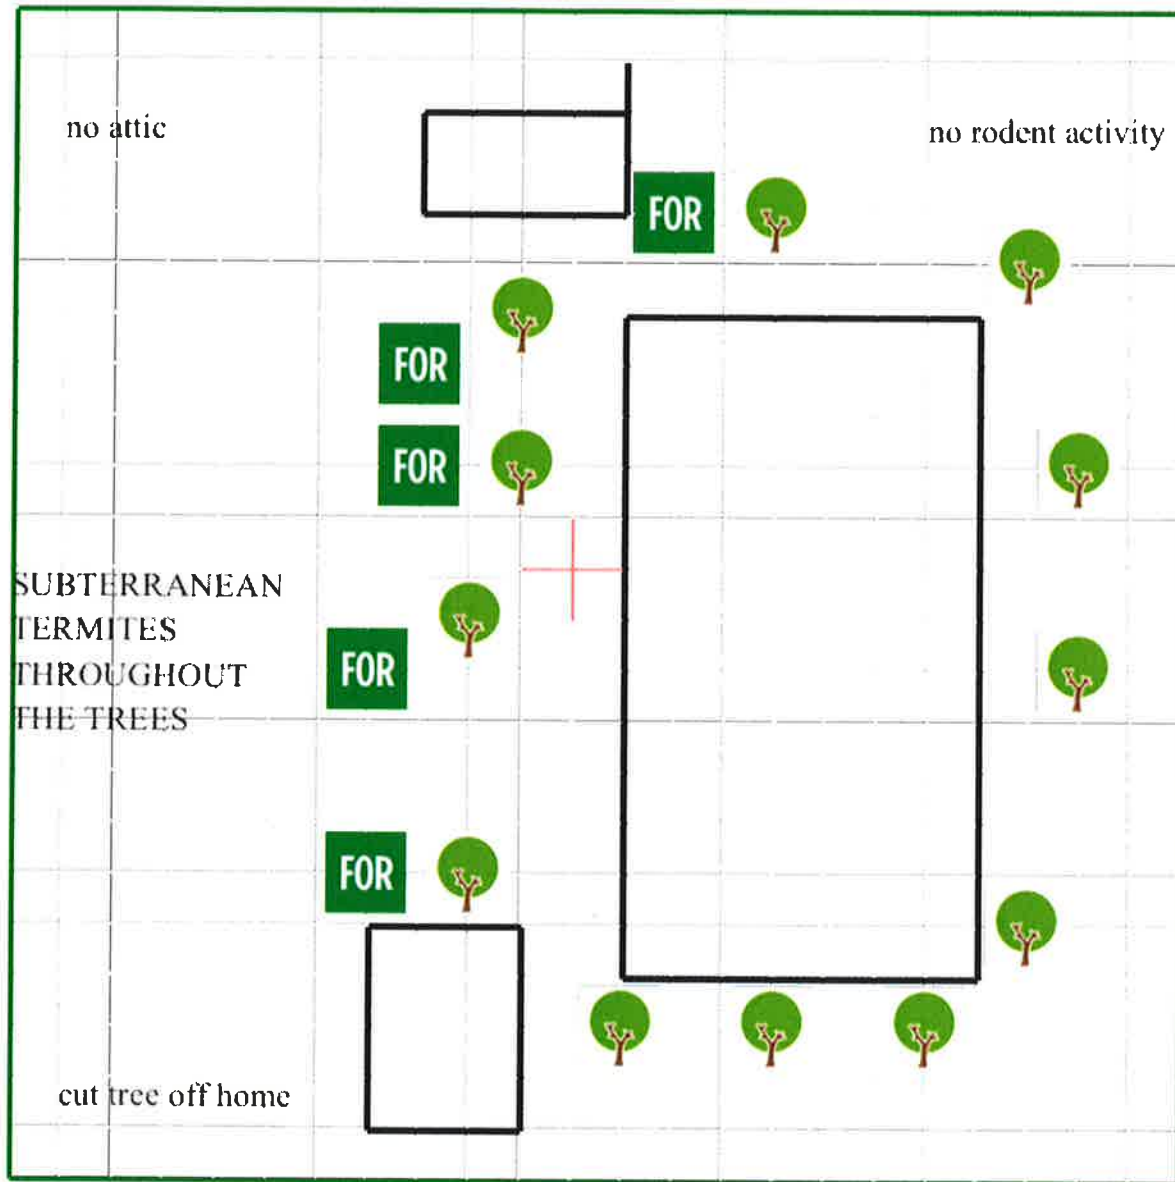 no attic
no rodent activity
FOR
FOR
FOR
SUBTERRANEAN
TERMITES
THROUGHOUT
THE TREES
FOR
FOR
cut tree off home